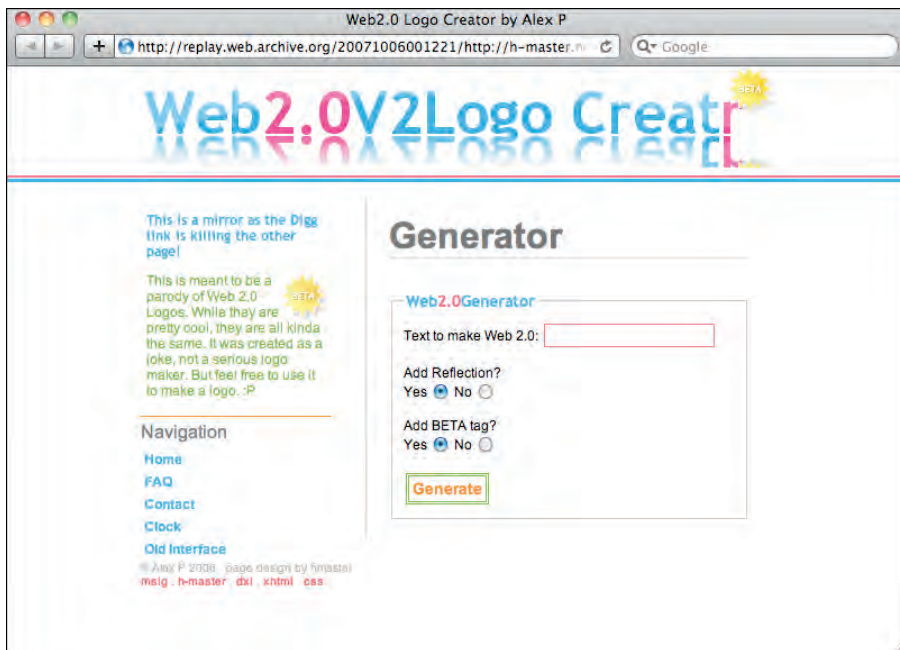 Web2.0 Logo Creator by Alex P
http://replay.web.archive.org/20071006001221/http://h-master.n
Google
Web2.0V2Logo Creatr
BETA
This is a mirror as the Digg
link is killing the other
page!
This is meant to be a
parody of Web 2.0
Logos. While they are
pretty cool, they are all kinda
the same. It was created as a
joke, not a serious logo
maker. But feel free to use it
to make a logo. :P
BETA
Navigation
Home
FAQ
Contact
Clock
Old Interface
© Alex P 2006 page design by hmaster
msig . h-master . dxl . xhtml . css
Generator
Web2.0Generator
Text to make Web 2.0:
Add Reflection?
Yes No
Add BETA tag?
Yes No
Generate